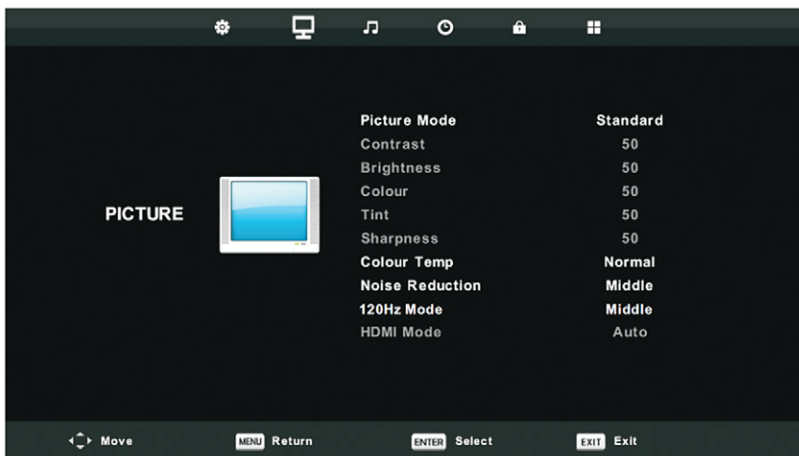 Picture Mode Standard
Contrast 50
Brightness 50
Colour 50
PICTURE
Tint 50
Sharpness 50
Colour Temp Normal
Noise Reduction Middle
120Hz Mode Middle
HDMI Mode Auto
Move MENU Return ENTER Select EXIT Exit